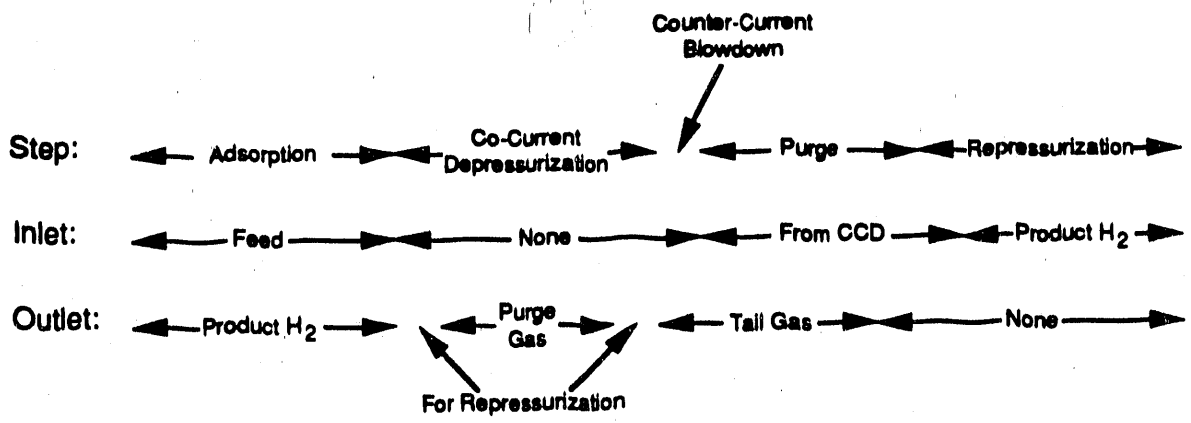 Counter-Current
Blowdown
Step: Adsorption Co-Current Depressurization Purge Repressurization
Inlet: Feed None From CCD Product H2
Outlet: Product H2 Purge Gas Tail Gas None
For Repressurization